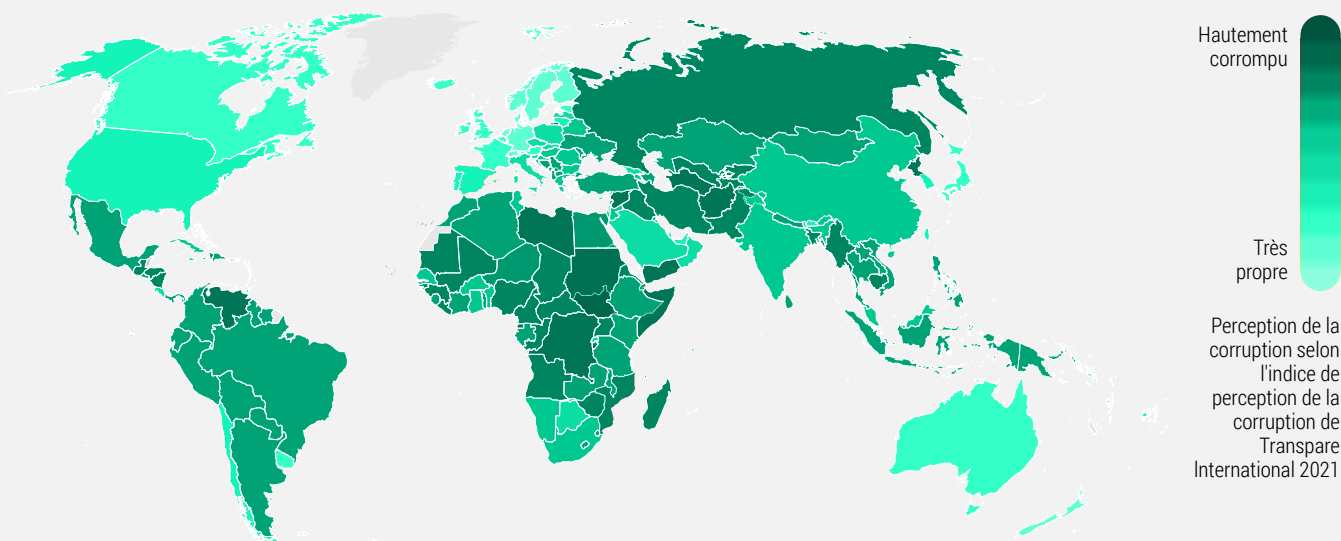 Hautement
corrompu
Très
propre
Perception de la
corruption selon
l'indice de
perception de la
corruption de
Transpare
International 2021